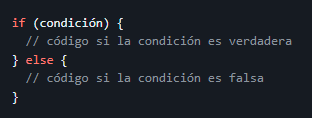 if (condición) {
  // código si la condición es verdadera
} else {
  // código si la condición es falsa
}